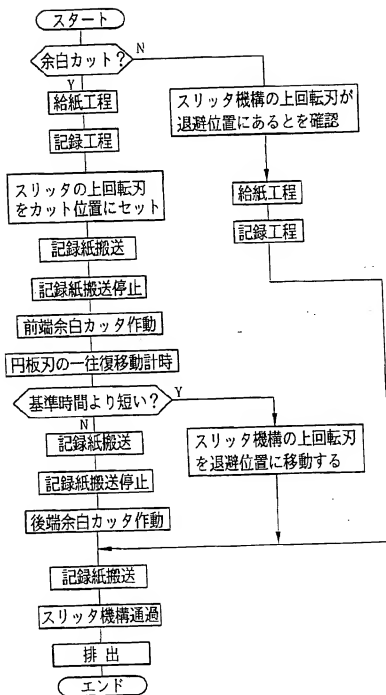 スタート
余白カット?
N
Y
給紙工程
記録工程
スリッタ機構の上回転刃が
退避位置にあるとを確認
給紙工程
記録工程
スリッタの上回転刃
をカット位置にセット
記録紙搬送
記録紙搬送停止
前端余白カッタ作動
円板刃の一往復移動計時
基準時間より短い?
Y
N
記録紙搬送
スリッタ機構の上回転刃
を退避位置に移動する
記録紙搬送停止
後端余白カッタ作動
記録紙搬送
スリッタ機構通過
排出
エンド